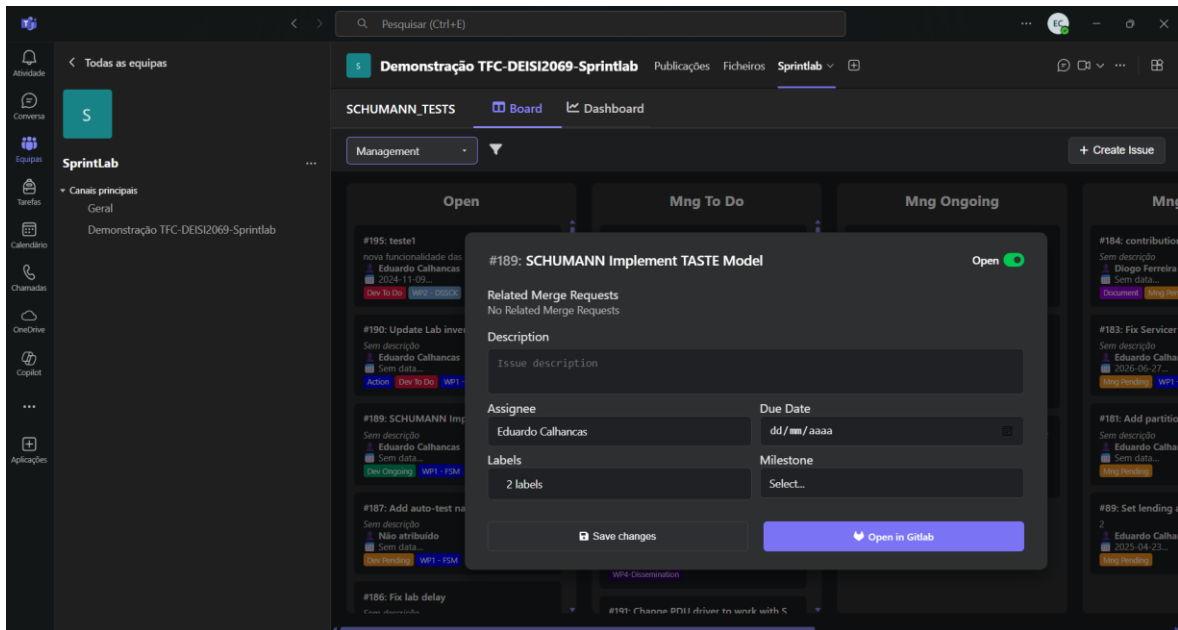 Pesquisar (Ctrl+E)
EC
Atividade
Conversa
Equipas
Tarefas
Calendário
Chamadas
OneDrive
Copilot
Aplicações
Todas as equipas
S
SprintLab
Canais principais
Geral
Demonstração TFC-DEISI2069-Sprintlab
S
Demonstração TFC-DEISI2069-Sprintlab Publicações Ficheiros Sprintlab
SCHUMANN_TESTS Board Dashboard
Management
+ Create Issue
Open
#195: teste1
nova funcionalidade das
Eduardo Calhancas
2024-11-09...
Dev To Do WP2 - DSSCK
#190: Update Lab inver
Sem descrição
Eduardo Calhancas
Sem data...
Action Dev To Do WP1 -
#189: SCHUMANN Imp
Sem descrição
Eduardo Calhancas
Sem data...
Dev Ongoing WP1 - FSM
#187: Add auto-test na
Sem descrição
Não atribuído
Sem data...
Dev Pending WP1 - FSM
#186: Fix lab delay
Sem descrição
Mng To Do
WP4-Dissemination
#191: Change PDU driver to work with S
Mng Ongoing
Mng
#184: contribution
Sem descrição
Diogo Ferreira
Sem data...
Document Mng Pen
#183: Fix Servicer
Sem descrição
Eduardo Calha
2026-06-27...
Mng Pending WP1 -
#181: Add partitio
Sem descrição
Eduardo Calha
Sem data...
Mng Pending
#89: Set lending a
2
Eduardo Calha
2025-04-23...
Mng Pending
#189: SCHUMANN Implement TASTE Model
Open
Related Merge Requests
No Related Merge Requests
Description
Issue description
Assignee
Eduardo Calhancas
Due Date
dd/mm/aaaa
Labels
2 labels
Milestone
Select...
Save changes
Open in Gitlab